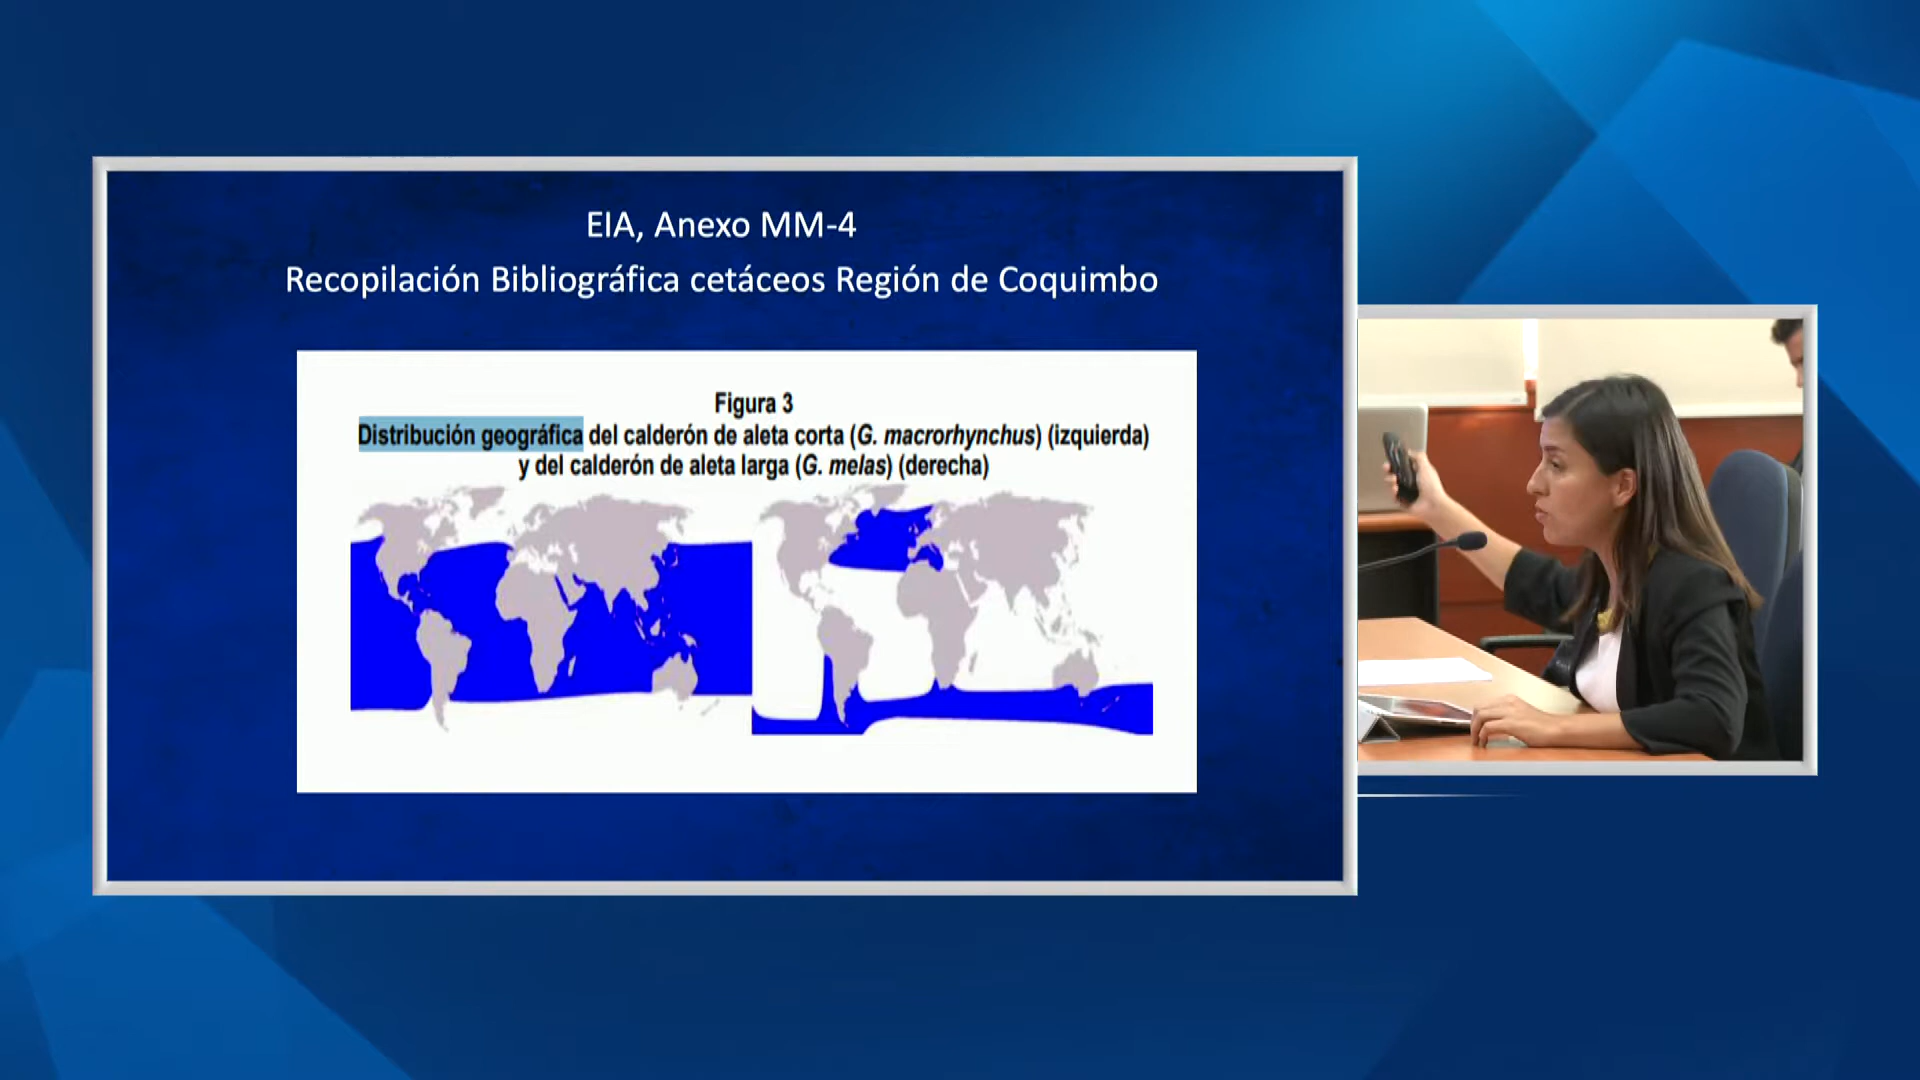 EIA, Anexo MM-4
Recopilación Bibliográfica cetáceos Región de Coquimbo
Figura 3
Distribución geográfica del calderón de aleta corta (G. macrorhynchus) (izquierda)
y del calderón de aleta larga (G. melas) (derecha)